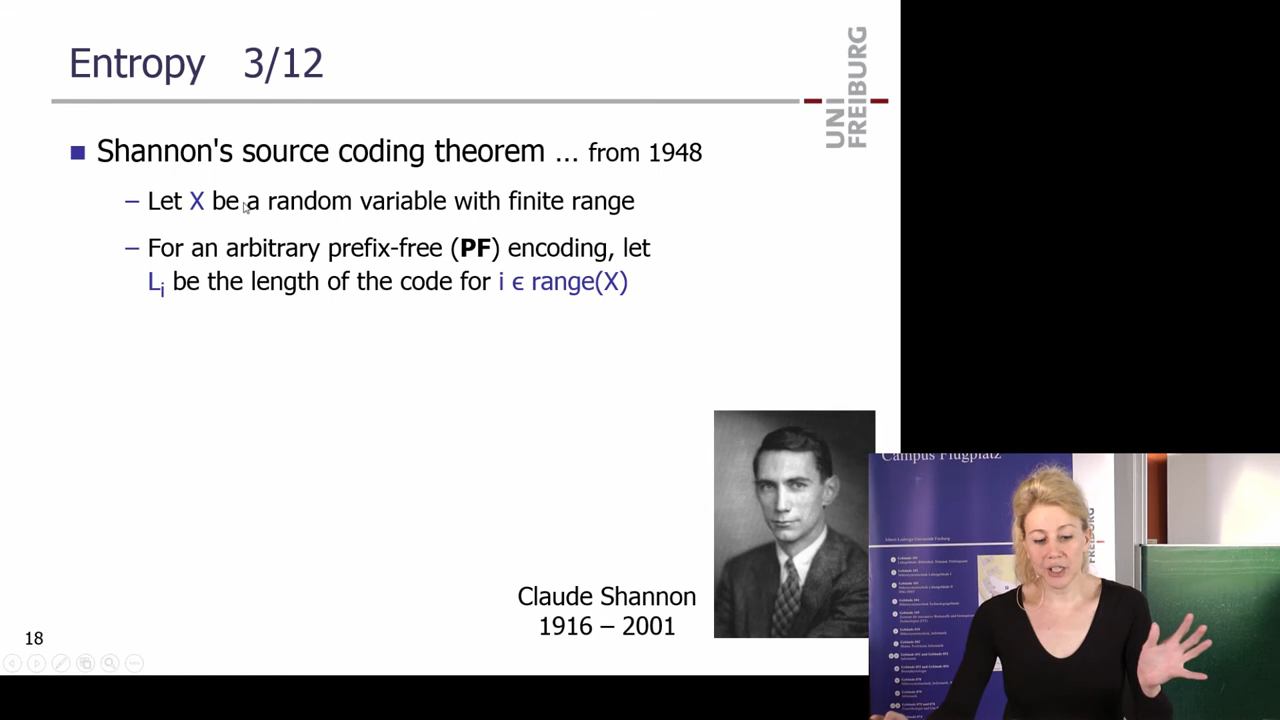 Entropy 3/12
UNI
FREIBURG
■ Shannon's source coding theorem … from 1948
– Let X be a random variable with finite range
– For an arbitrary prefix-free (PF) encoding, let
Li be the length of the code for i ϵ range(X)
Claude Shannon
1916 – 2001
18
Campus Flugplatz